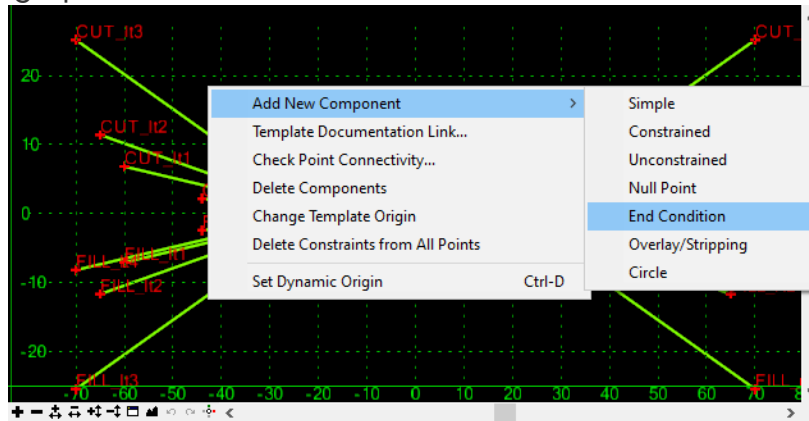 CUT_lt3
CUT_
20
CUT_lt2
10
CUT_lt1
0
FILL_lt1
-10
FILL_lt2
-20
FILL_lt3
FILL_
-70 -60 -50 -40 -30 -20 -10 0 10 20 30 40 50 60 70
Add New Component
Template Documentation Link...
Check Point Connectivity...
Delete Components
Change Template Origin
Delete Constraints from All Points
Set Dynamic Origin Ctrl-D
Simple
Constrained
Unconstrained
Null Point
End Condition
Overlay/Stripping
Circle